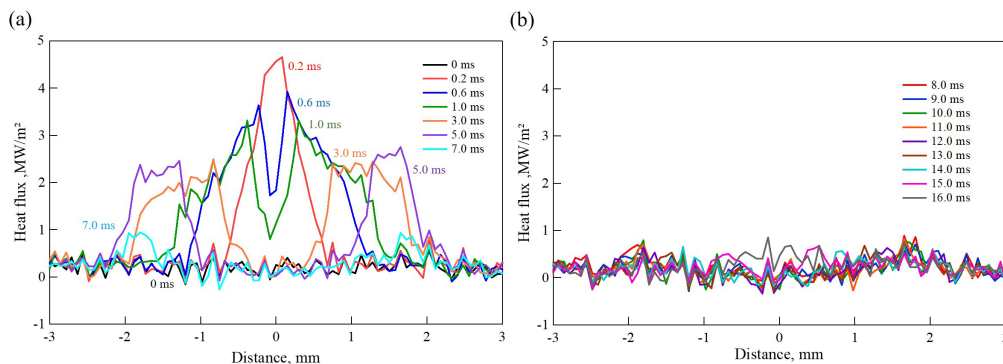 (a)
5
4
3
2
1
0
-1
Heat flux ,MW/m²
-3
-2
-1
0
1
2
3
Distance, mm
0 ms
0.2 ms
0.6 ms
1.0 ms
3.0 ms
5.0 ms
7.0 ms
0.2 ms
0.6 ms
1.0 ms
3.0 ms
5.0 ms
7.0 ms
0 ms
(b)
5
4
3
2
1
0
-1
Heat flux ,MW/m²
-3
-2
-1
0
1
2
3
Distance, mm
8.0 ms
9.0 ms
10.0 ms
11.0 ms
12.0 ms
13.0 ms
14.0 ms
15.0 ms
16.0 ms